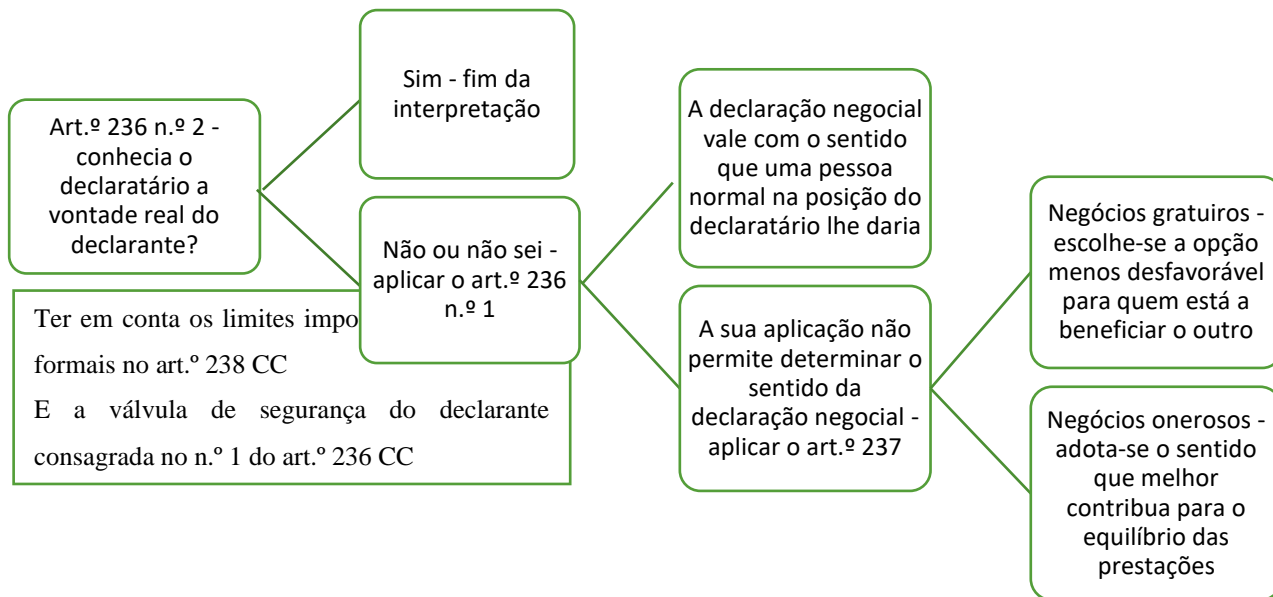 Art.º 236 n.º 2 -
conhecia o
declaratário a
vontade real do
declarante?
Sim - fim da
interpretação
Não ou não sei -
aplicar o art.º 236
n.º 1
Ter em conta os limites
formais no art.º 238 CC
E a válvula de segurança do declarante
consagrada no n.º 1 do art.º 236 CC
A declaração negocial
vale com o sentido
que uma pessoa
normal na posição do
declaratário lhe daria
A sua aplicação não
permite determinar o
sentido da
declaração negocial -
aplicar o art.º 237
Negócios gratuiros -
escolhe-se a opção
menos desfavorável
para quem está a
beneficiar o outro
Negócios onerosos -
adota-se o sentido
que melhor
contribua para o
equilíbrio das
prestações